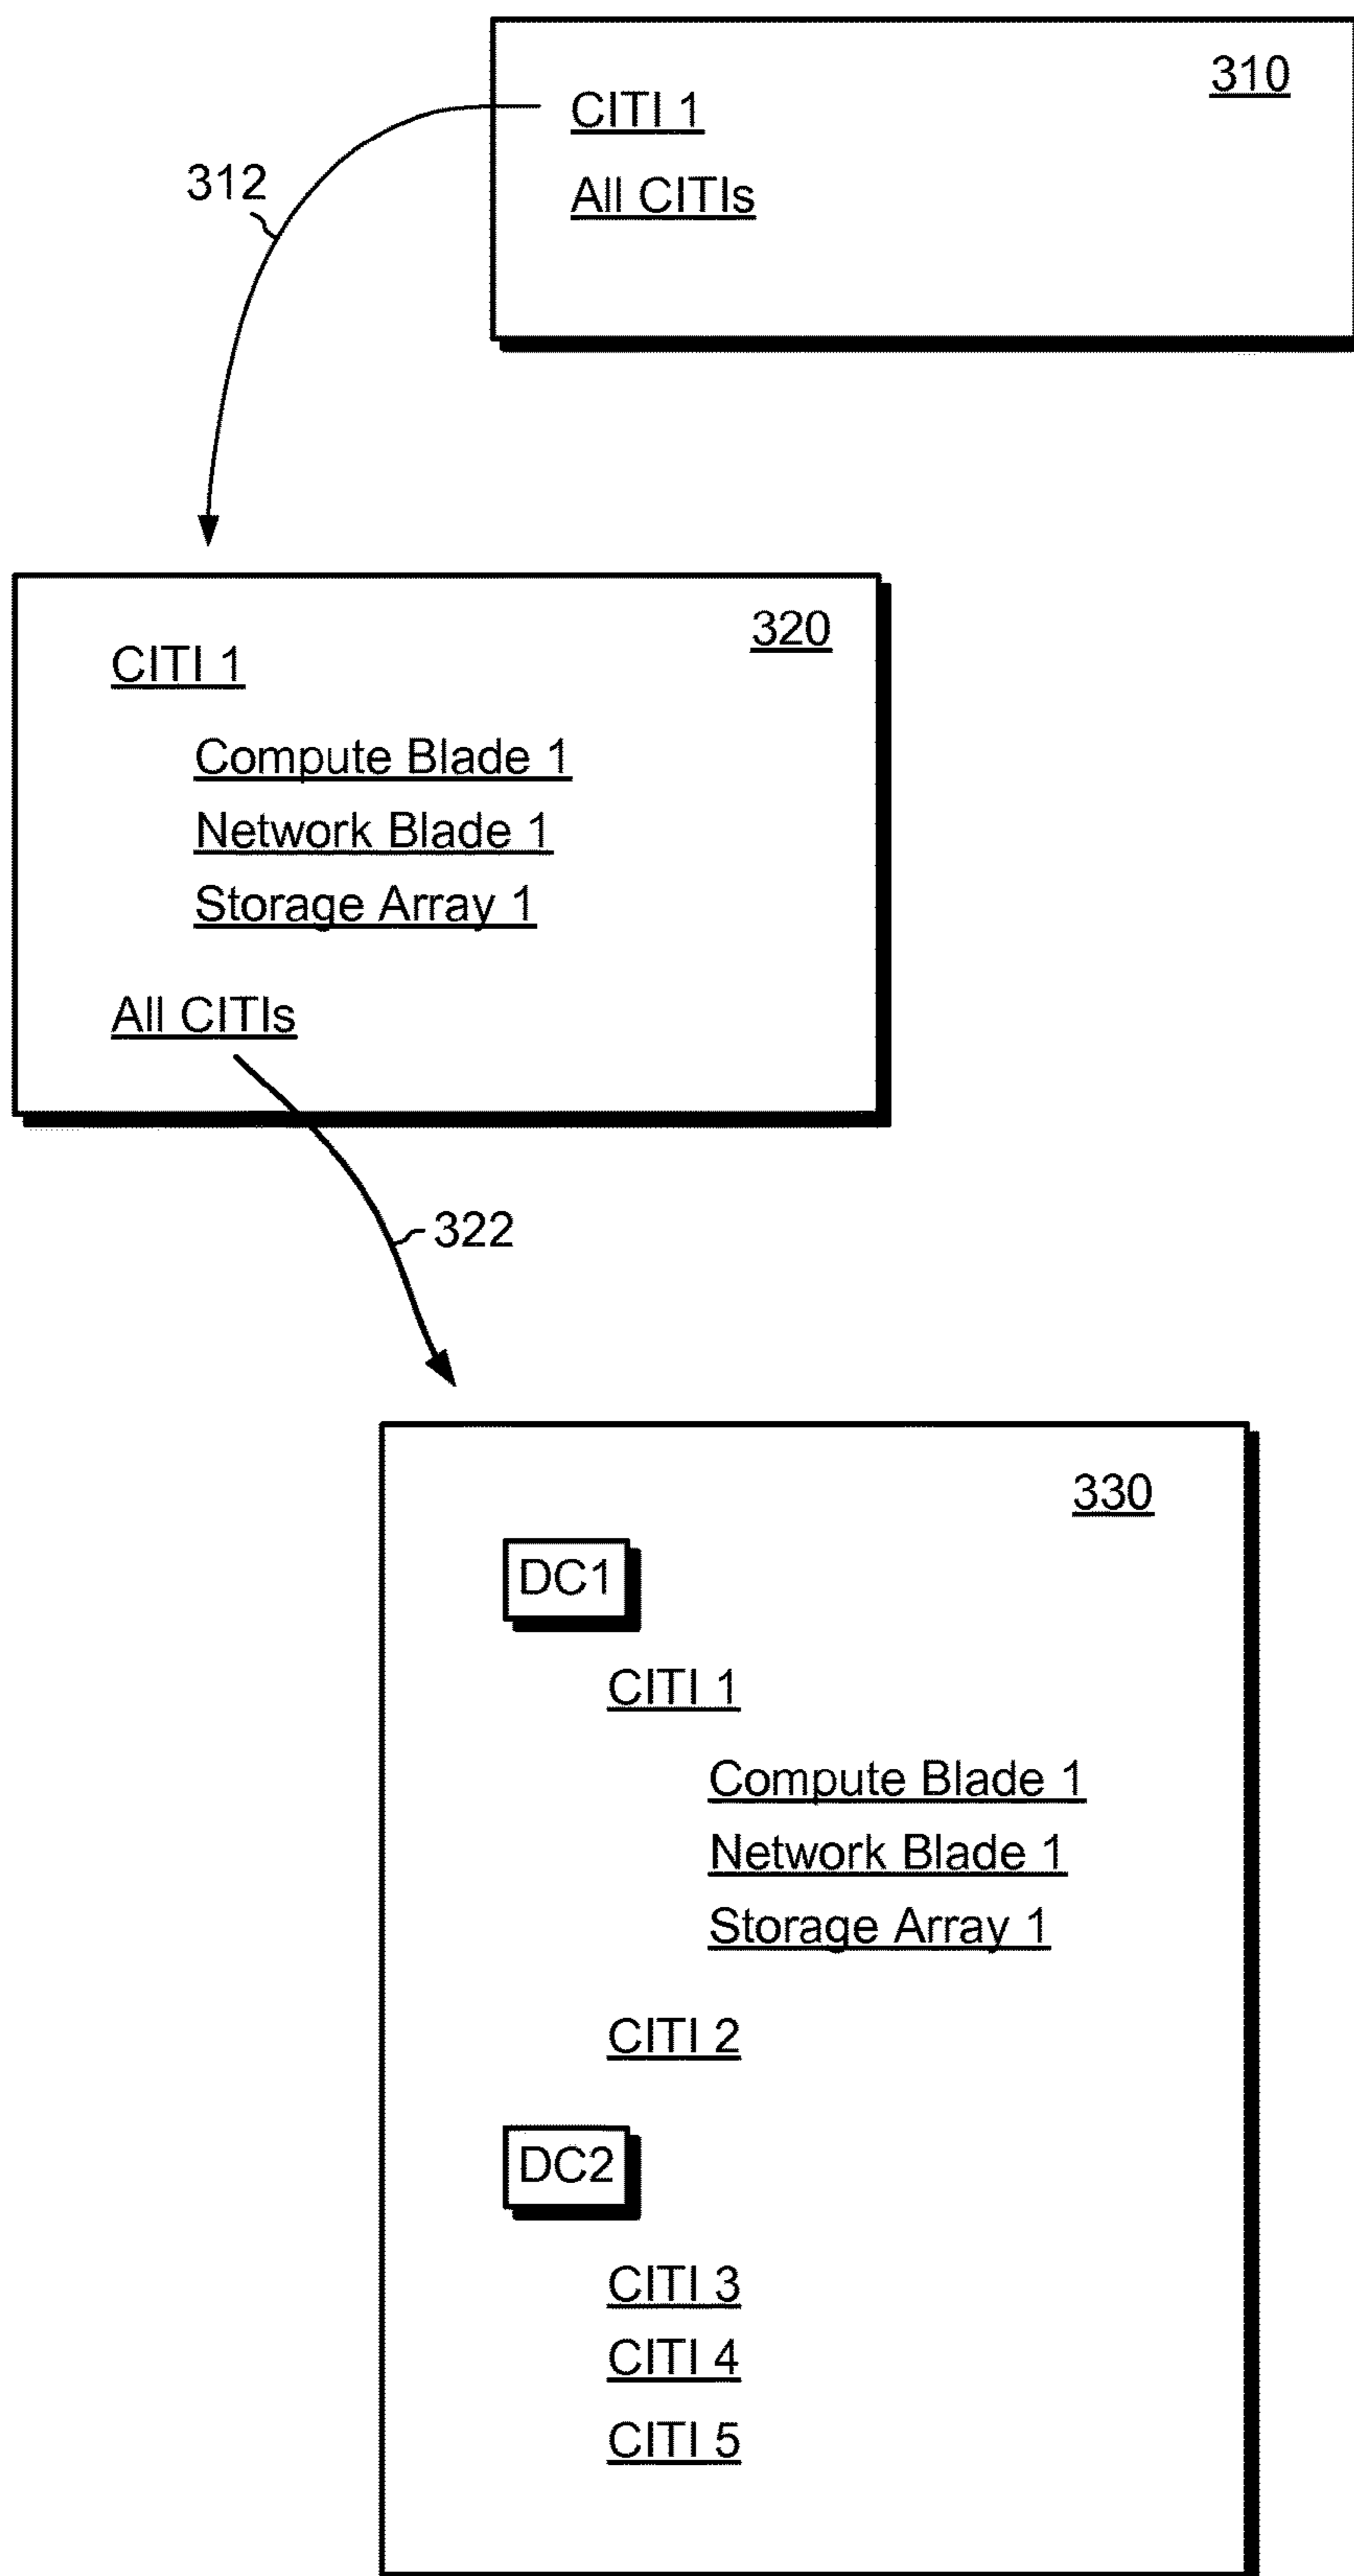 310
CITI 1
All CITIs
312
320
CITI 1
Compute Blade 1
Network Blade 1
Storage Array 1
All CITIs
322
330
DC1
CITI 1
Compute Blade 1
Network Blade 1
Storage Array 1
CITI 2
DC2
CITI 3
CITI 4
CITI 5